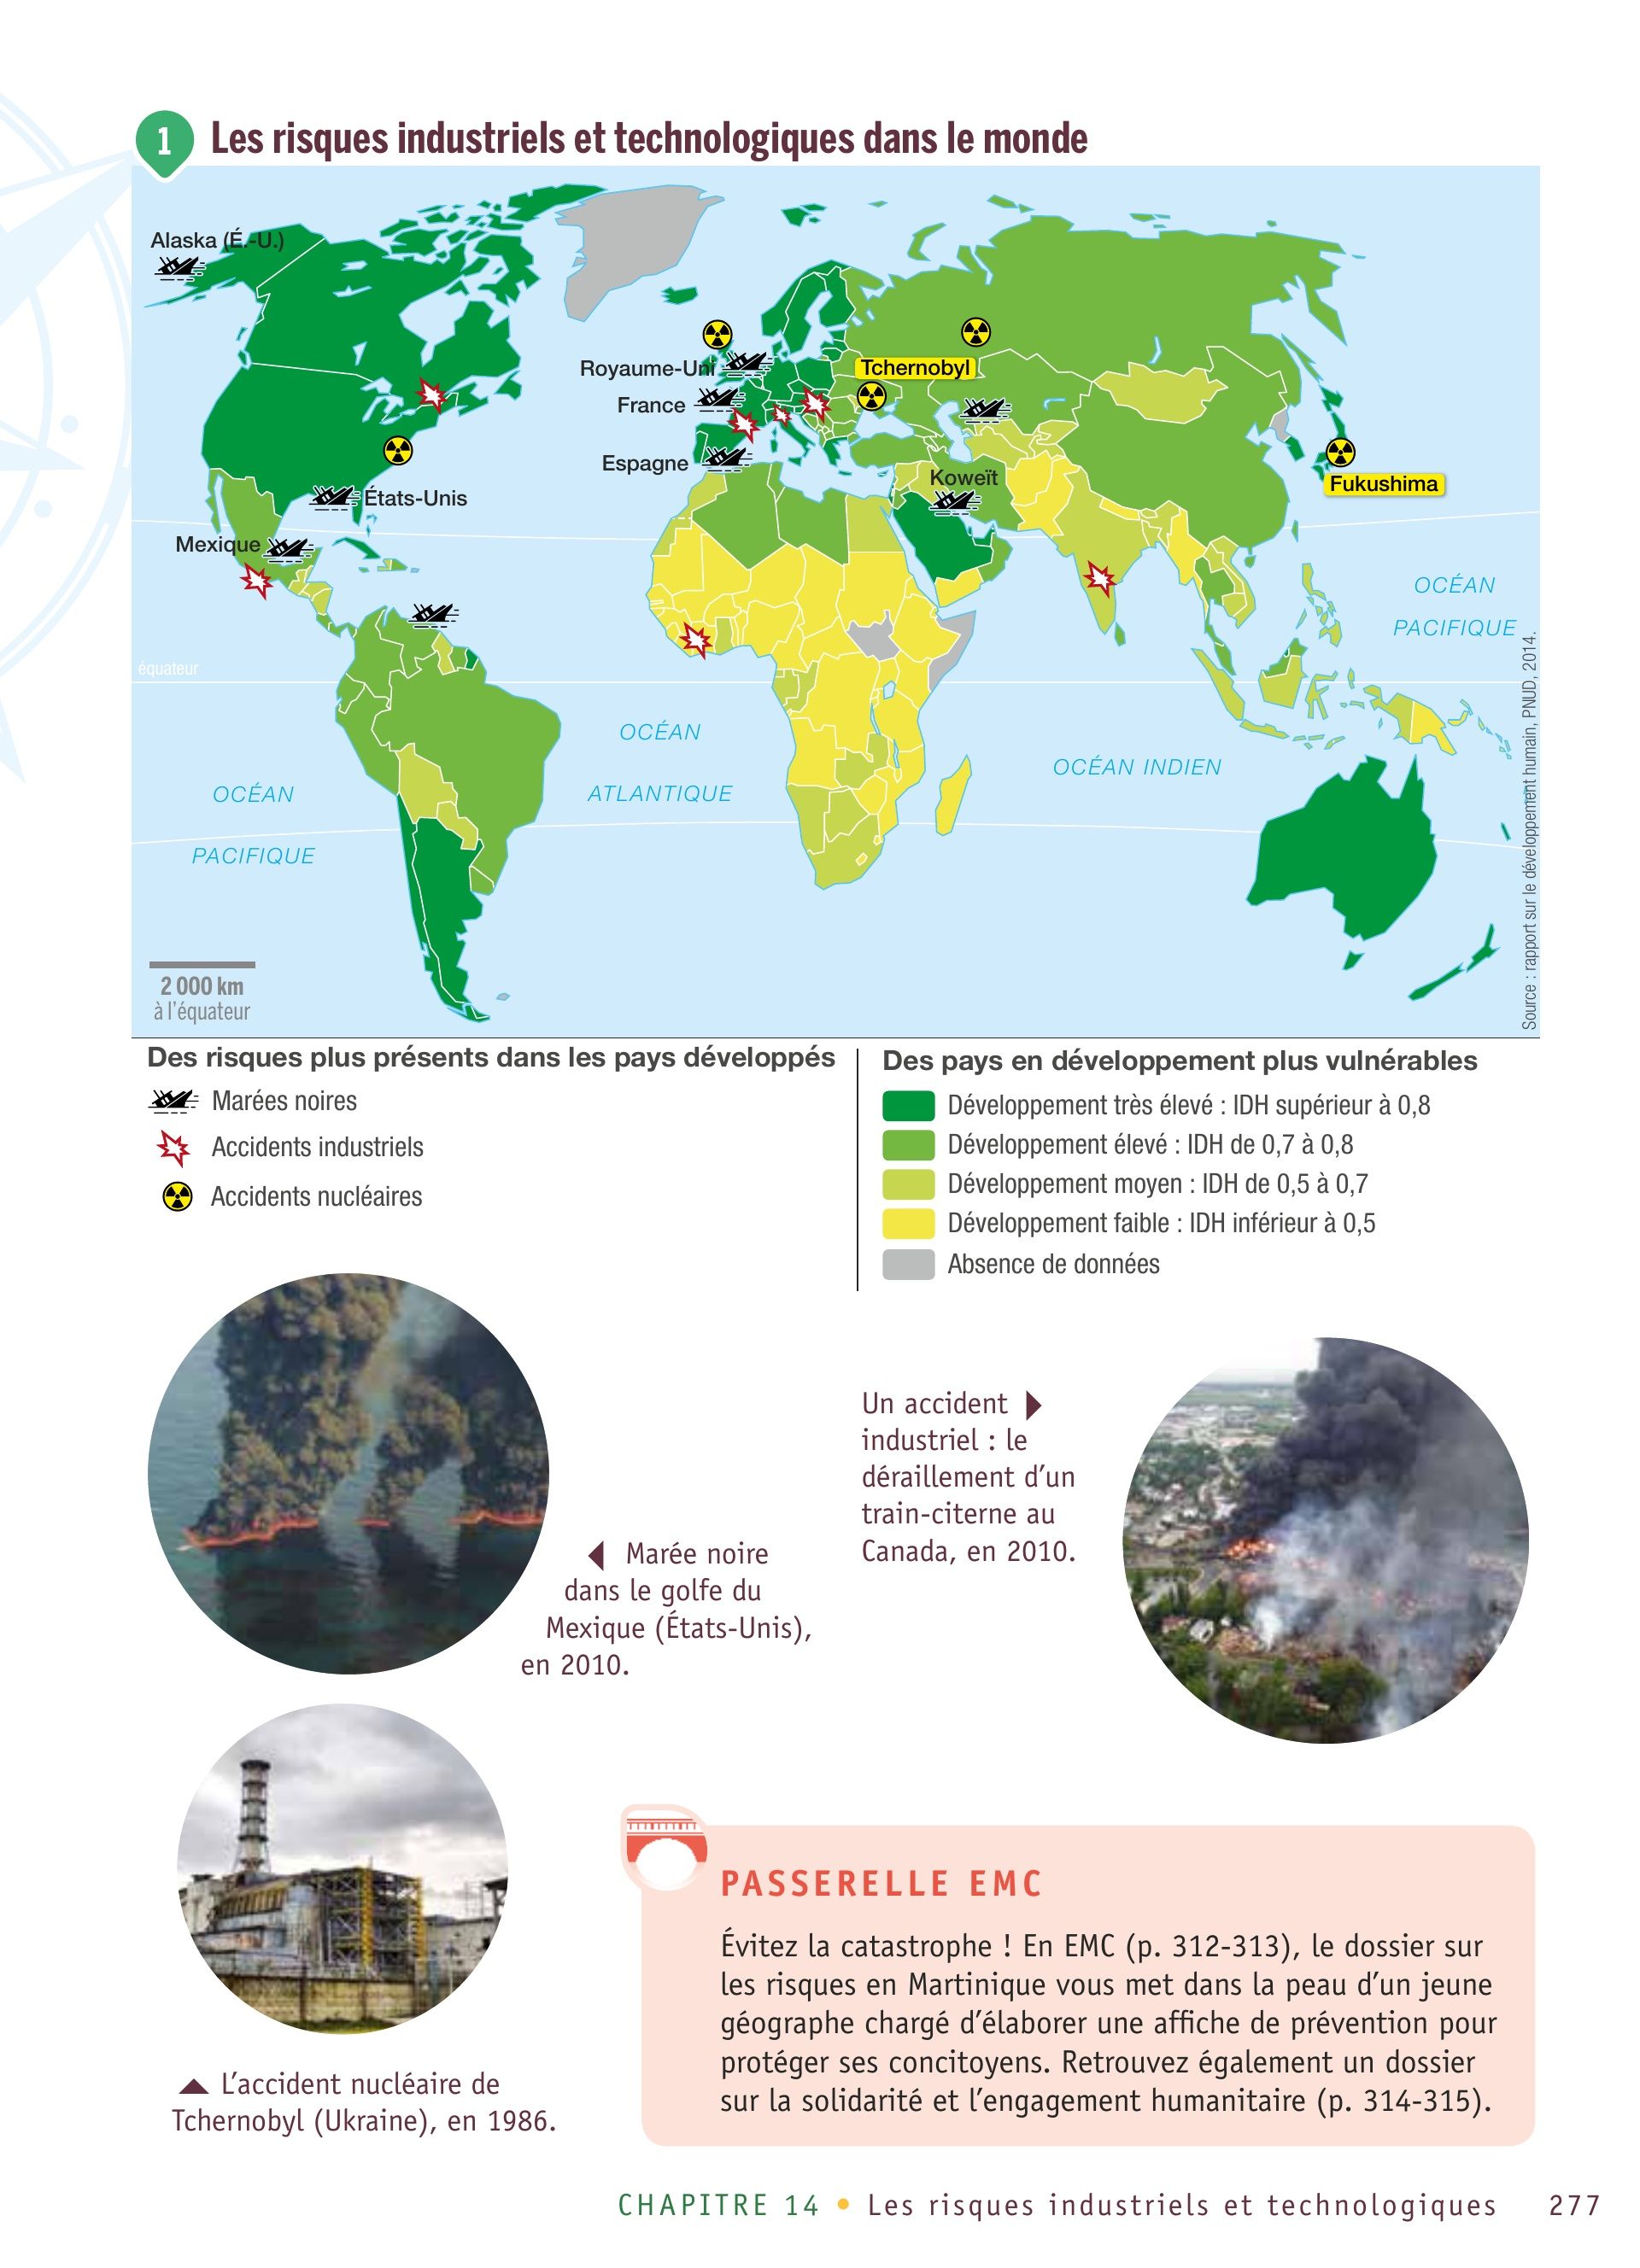 1 Les risques industriels et technologiques dans le monde
Alaska (É.-U.)
Royaume-Uni
Tchernobyl
France
Espagne
Koweït
Fukushima
États-Unis
Mexique
équateur
OCÉAN
PACIFIQUE
OCÉAN
ATLANTIQUE
OCÉAN INDIEN
OCÉAN
PACIFIQUE
2 000 km
à l'équateur
Source : rapport sur le développement humain, PNUD, 2014.
Des risques plus présents dans les pays développés
Marées noires
Accidents industriels
Accidents nucléaires
Des pays en développement plus vulnérables
Développement très élevé : IDH supérieur à 0,8
Développement élevé : IDH de 0,7 à 0,8
Développement moyen : IDH de 0,5 à 0,7
Développement faible : IDH inférieur à 0,5
Absence de données
Un accident
industriel : le
déraillement d'un
train-citerne au
Canada, en 2010.
Marée noire
dans le golfe du
Mexique (États-Unis),
en 2010.
L'accident nucléaire de
Tchernobyl (Ukraine), en 1986.
PASSERELLE EMC
Évitez la catastrophe ! En EMC (p. 312-313), le dossier sur
les risques en Martinique vous met dans la peau d'un jeune
géographe chargé d'élaborer une affiche de prévention pour
protéger ses concitoyens. Retrouvez également un dossier
sur la solidarité et l'engagement humanitaire (p. 314-315).
CHAPITRE 14 • Les risques industriels et technologiques 277